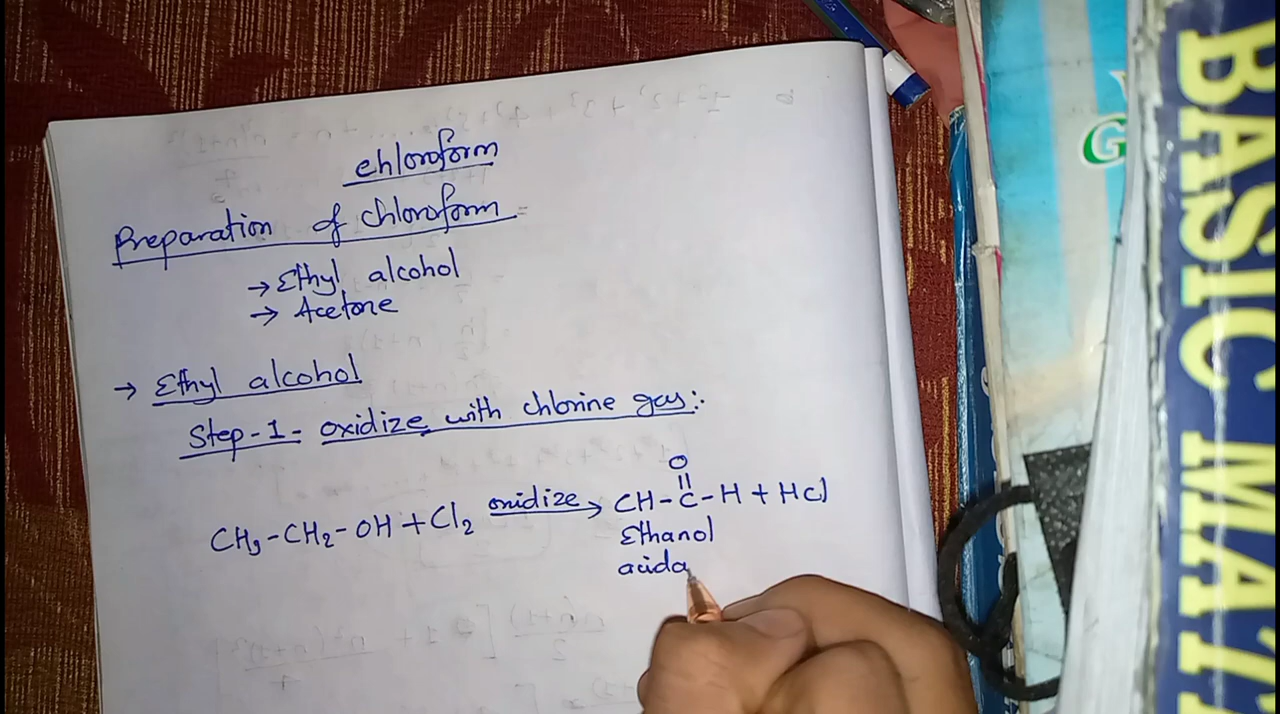 ehloroform
Preparation of chloroform
→ Ethyl alcohol
→ Acetone
→ Ethyl alcohol
Step-1- oxidize with chlorine gas:
CH3-CH2-OH + Cl2 oxidize→ CH-C-H + HCl
O
Ethanol
acida
G
BASIC MAT